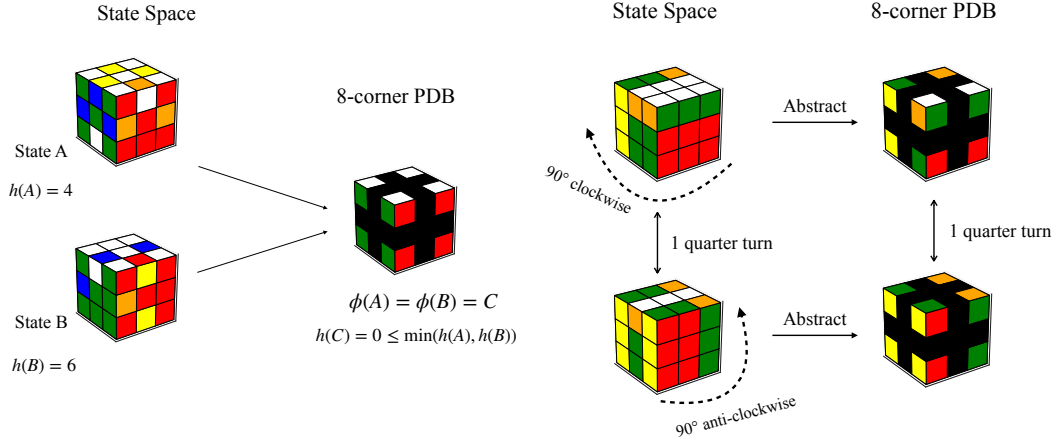 State Space
8-corner PDB
State A
h(A) = 4
State B
h(B) = 6
ϕ(A) = ϕ(B) = C
h(C) = 0 ≤ min(h(A), h(B))
State Space
8-corner PDB
Abstract
90° clockwise
1 quarter turn
1 quarter turn
Abstract
90° anti-clockwise